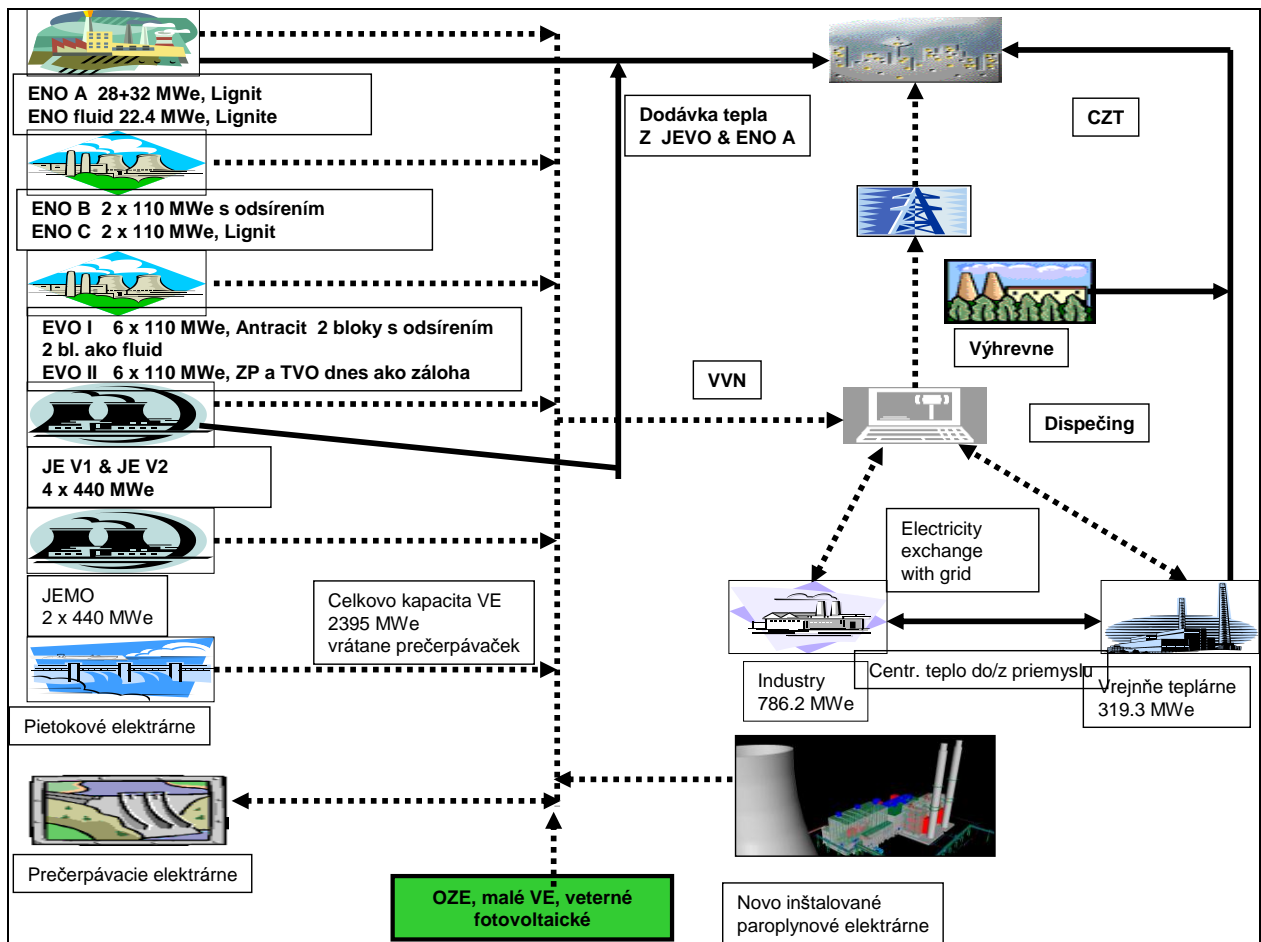 ENO A 28+32 MWe, Lignit
ENO fluid 22.4 MWe, Lignite
Dodávka tepla
Z JEVO & ENO A
CZT
ENO B 2 x 110 MWe s odsírením
ENO C 2 x 110 MWe, Lignit
EVO I 6 x 110 MWe, Antracit 2 bloky s odsírením
2 bl. ako fluid
EVO II 6 x 110 MWe, ZP a TVO dnes ako záloha
Výhrevne
VVN
Dispečing
JE V1 & JE V2
4 x 440 MWe
Electricity
exchange
with grid
JEMO
2 x 440 MWe
Celkovo kapacita VE
2395 MWe
vrátane prečerpávaček
Industry
786.2 MWe
Centr. teplo do/z priemyslu
Vrejnňe teplárne
319.3 MWe
Pietokové elektrárne
Prečerpávacie elektrárne
OZE, malé VE, veterné
fotovoltaické
Novo inštalované
paroplynové elektrárne